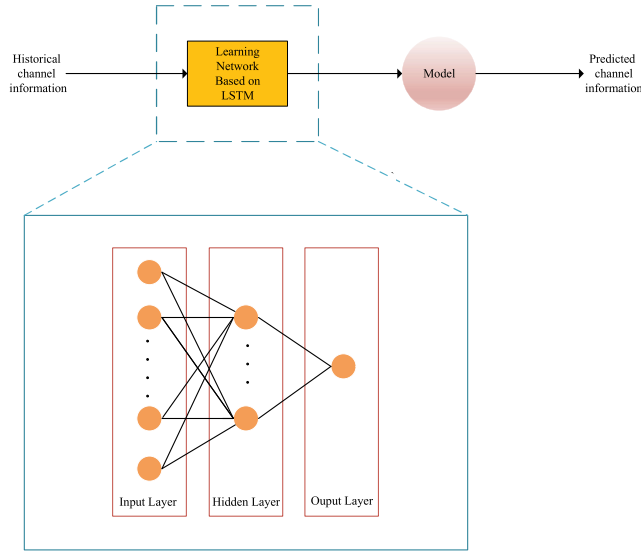 Historical
channel
information
Learning
Network
Based on
LSTM
Model
Predicted
channel
information
Input Layer
Hidden Layer
Ouput Layer